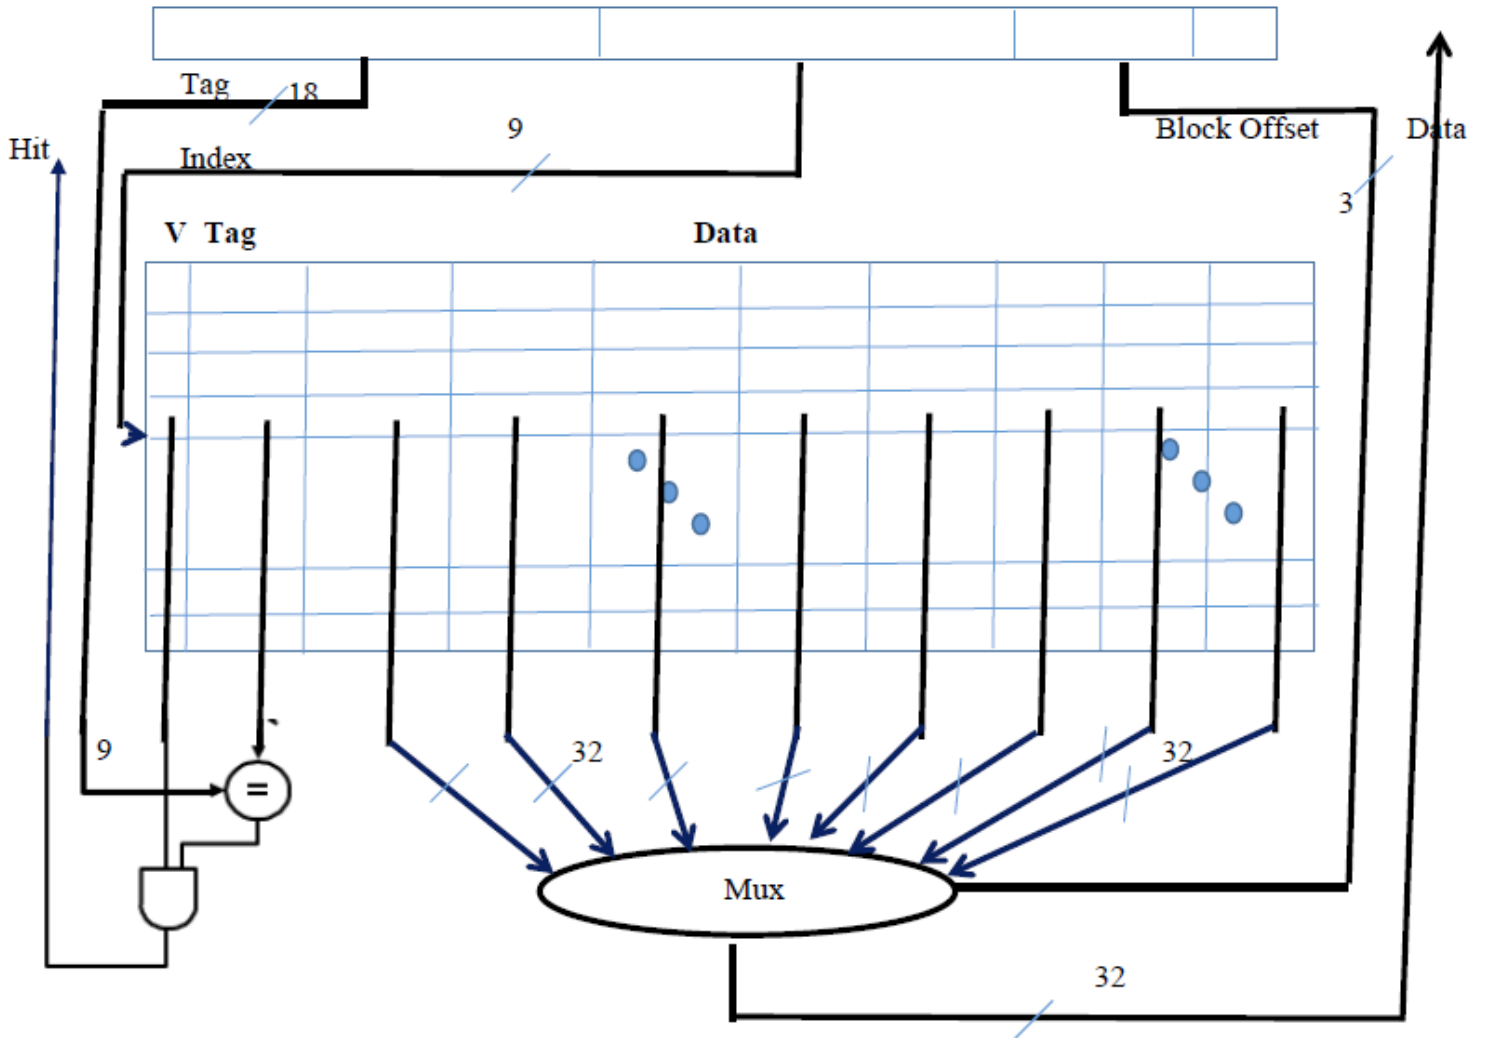 Tag
18
9
Block Offset
Data
Hit
Index
3
V Tag
Data
9
=
32
32
Mux
32